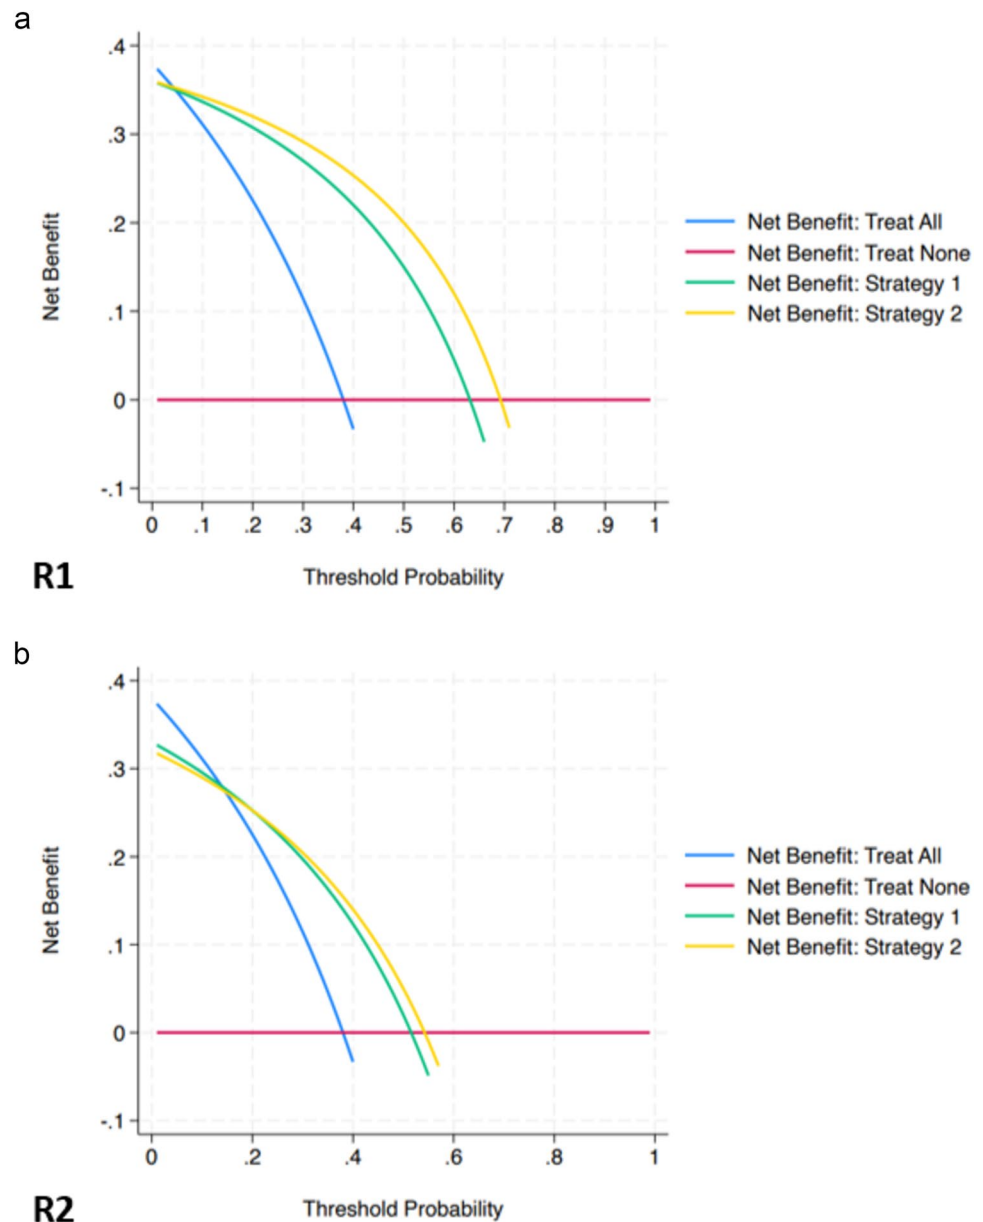 a
.4
.3
.2
.1
0
-.1
Net Benefit
0 .1 .2 .3 .4 .5 .6 .7 .8 .9 1
Threshold Probability
Net Benefit: Treat All
Net Benefit: Treat None
Net Benefit: Strategy 1
Net Benefit: Strategy 2
R1
b
.4
.3
.2
.1
0
-.1
Net Benefit
0 .2 .4 .6 .8 1
Threshold Probability
Net Benefit: Treat All
Net Benefit: Treat None
Net Benefit: Strategy 1
Net Benefit: Strategy 2
R2